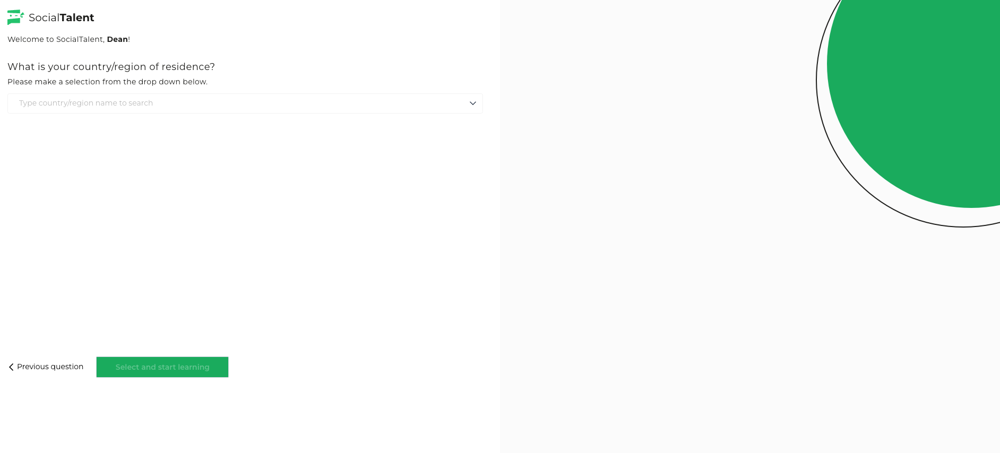 SocialTalent
Welcome to SocialTalent, Dean!
What is your country/region of residence?
Please make a selection from the drop down below.
Type country/region name to search
Previous question
Select and start learning